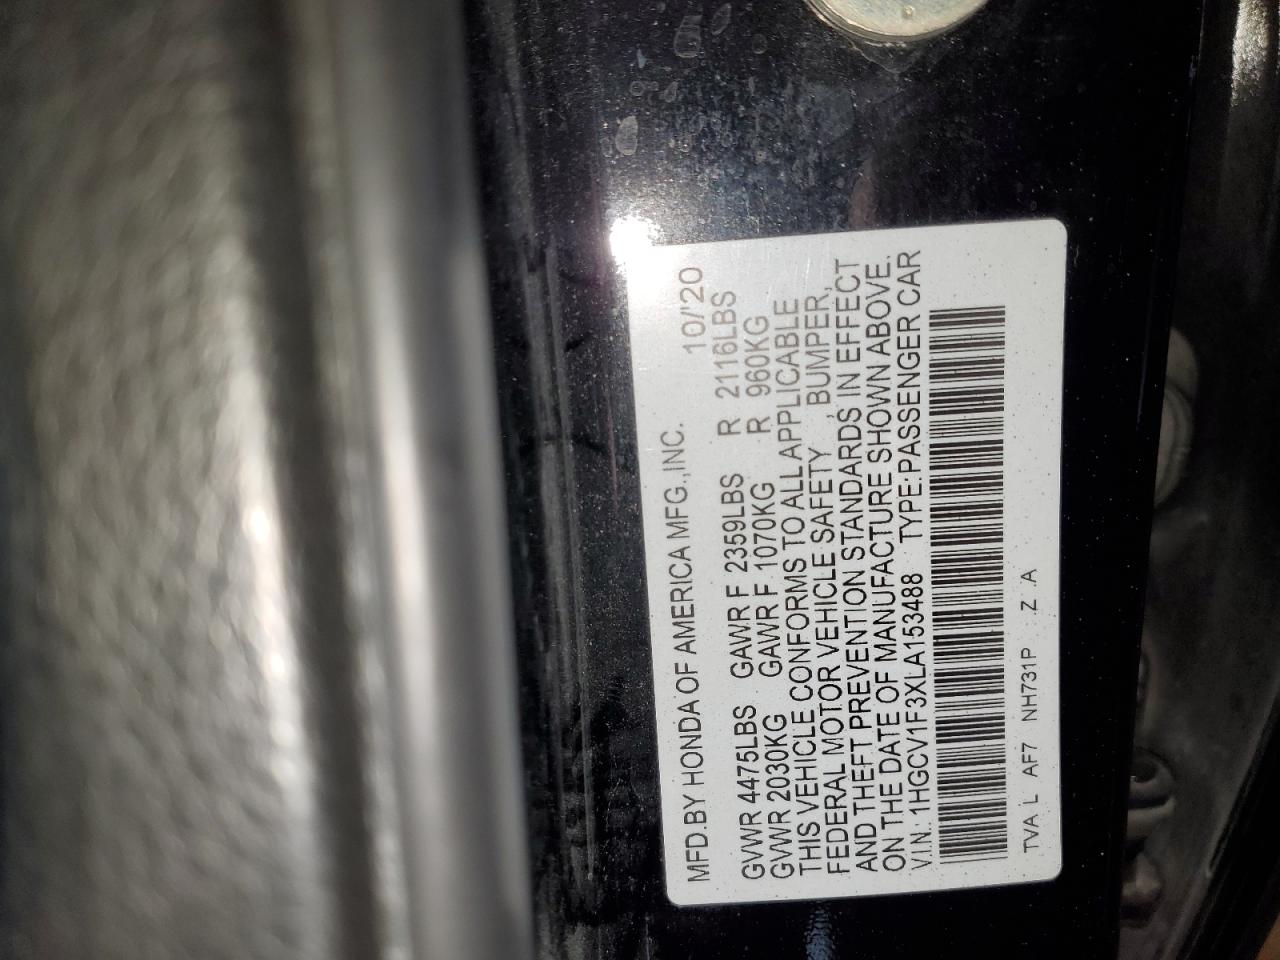 MFD.BY HONDA OF AMERICA MFG.,INC. 10/'20
GVWR 4475LBS GAWR F 2359LBS R 2116LBS
GVWR 2030KG GAWR F 1070KG R 960KG
THIS VEHICLE CONFORMS TO ALL APPLICABLE
FEDERAL MOTOR VEHICLE SAFETY BUMPER,
AND THEFT PREVENTION STANDARDS IN EFFECT
ON THE DATE OF MANUFACTURE SHOWN ABOVE.
V.I.N: 1HGCV1F3XLA153488 TYPE:PASSENGER CAR
TVA L AF7 NH731P Z A